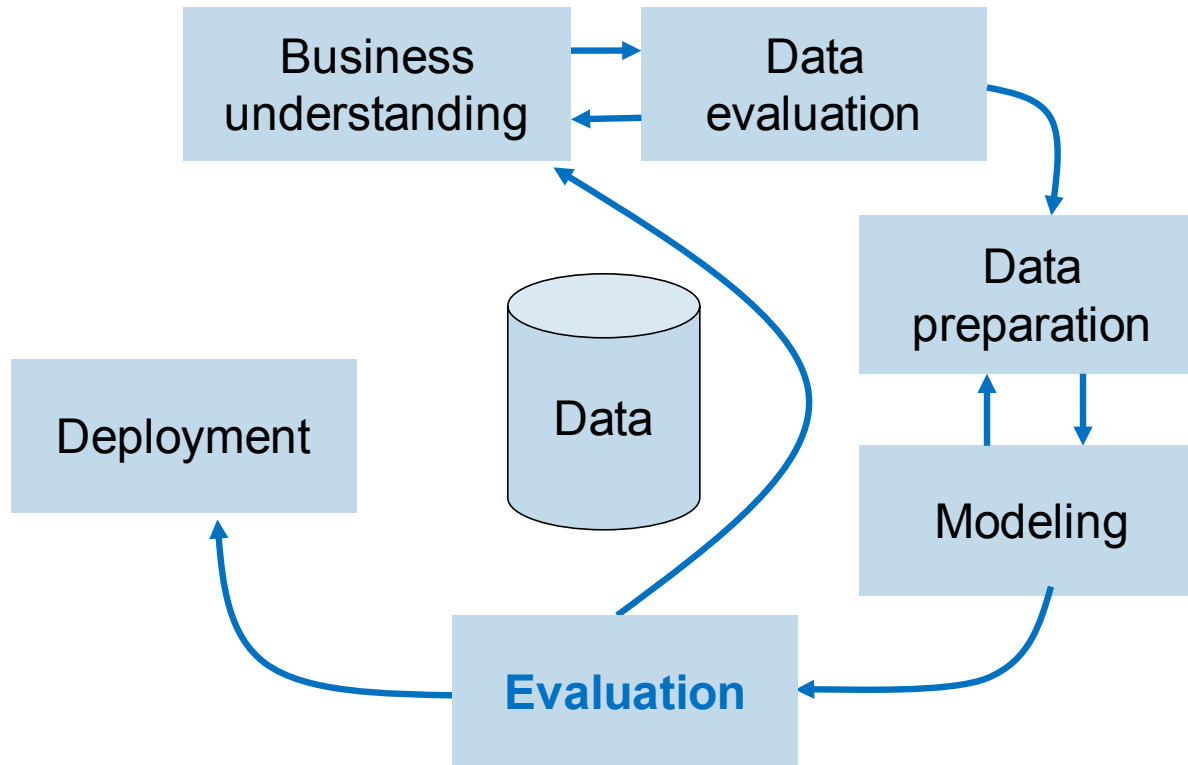 Business
understanding
Data
evaluation
Data
preparation
Deployment
Data
Modeling
Evaluation